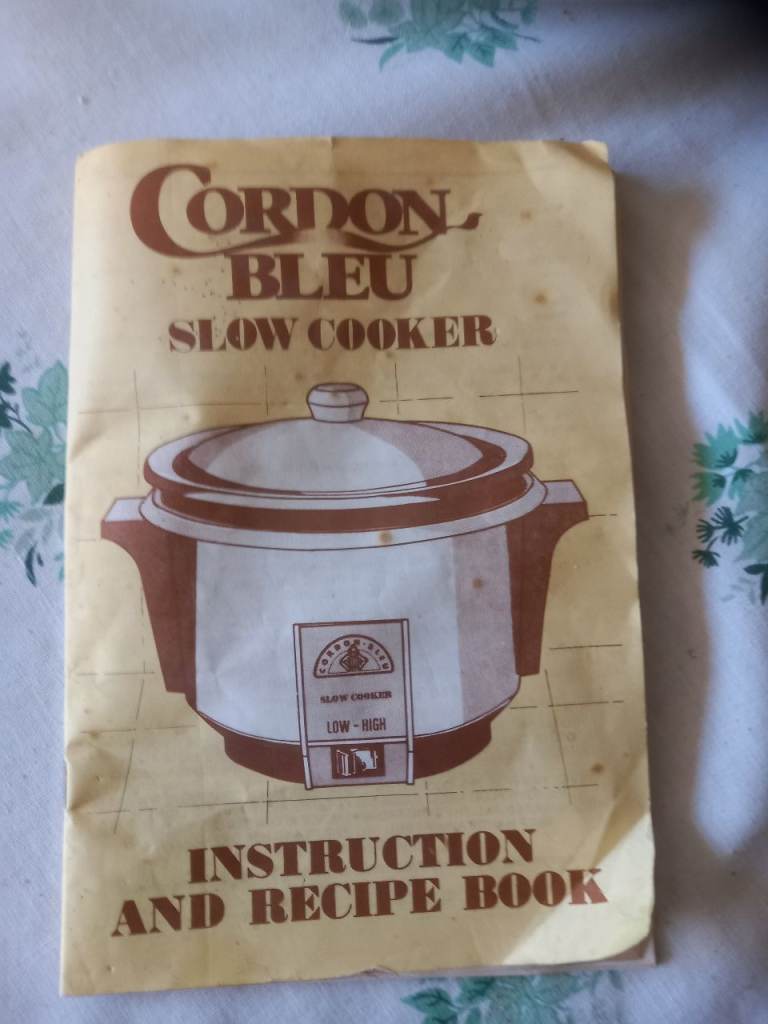 CORDON
BLEU
SLOW COOKER
CORDON-BLEU
SLOW COOKER
LOW - HIGH
INSTRUCTION
AND RECIPE BOOK